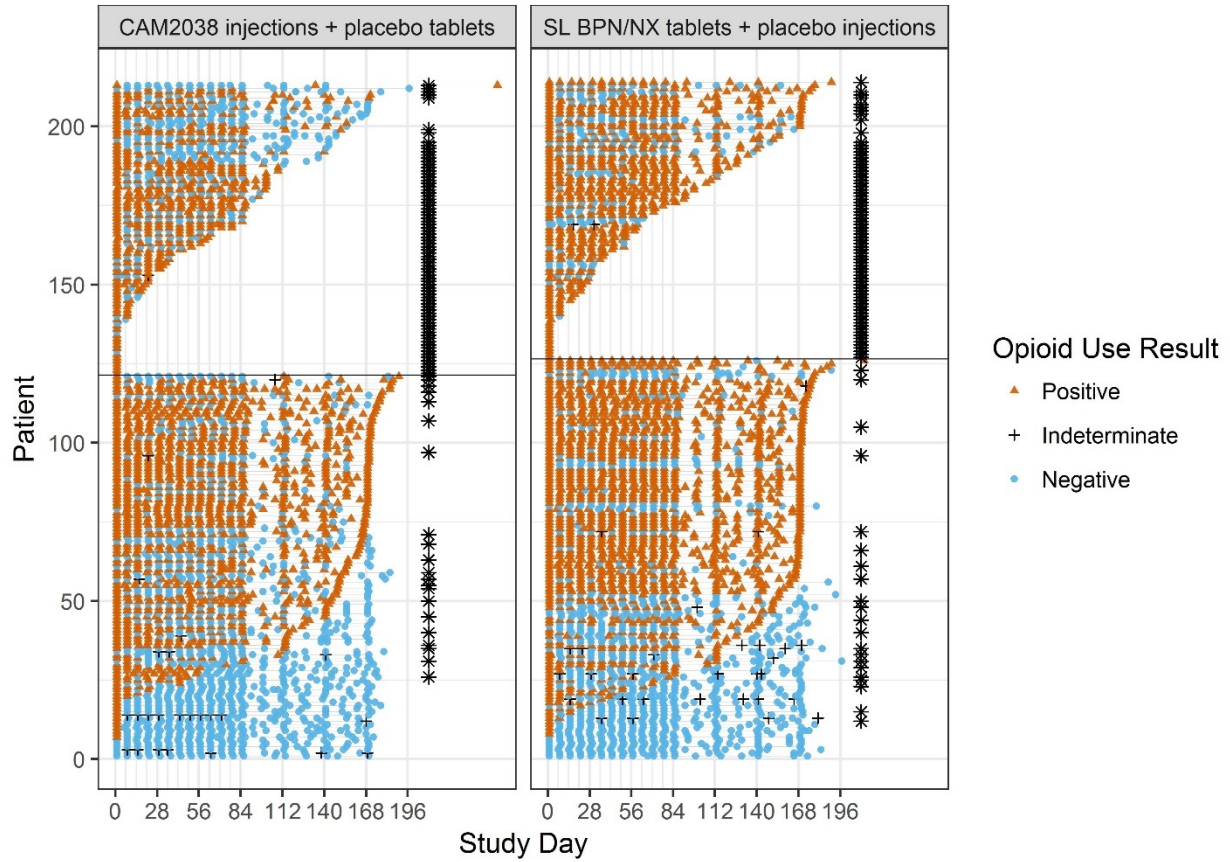 CAM2038 injections + placebo tablets
SL BPN/NX tablets + placebo injections
200
150
100
50
0
Patient
0 28 56 84 112 140 168 196
0 28 56 84 112 140 168 196
Study Day
Opioid Use Result
Positive
Indeterminate
Negative